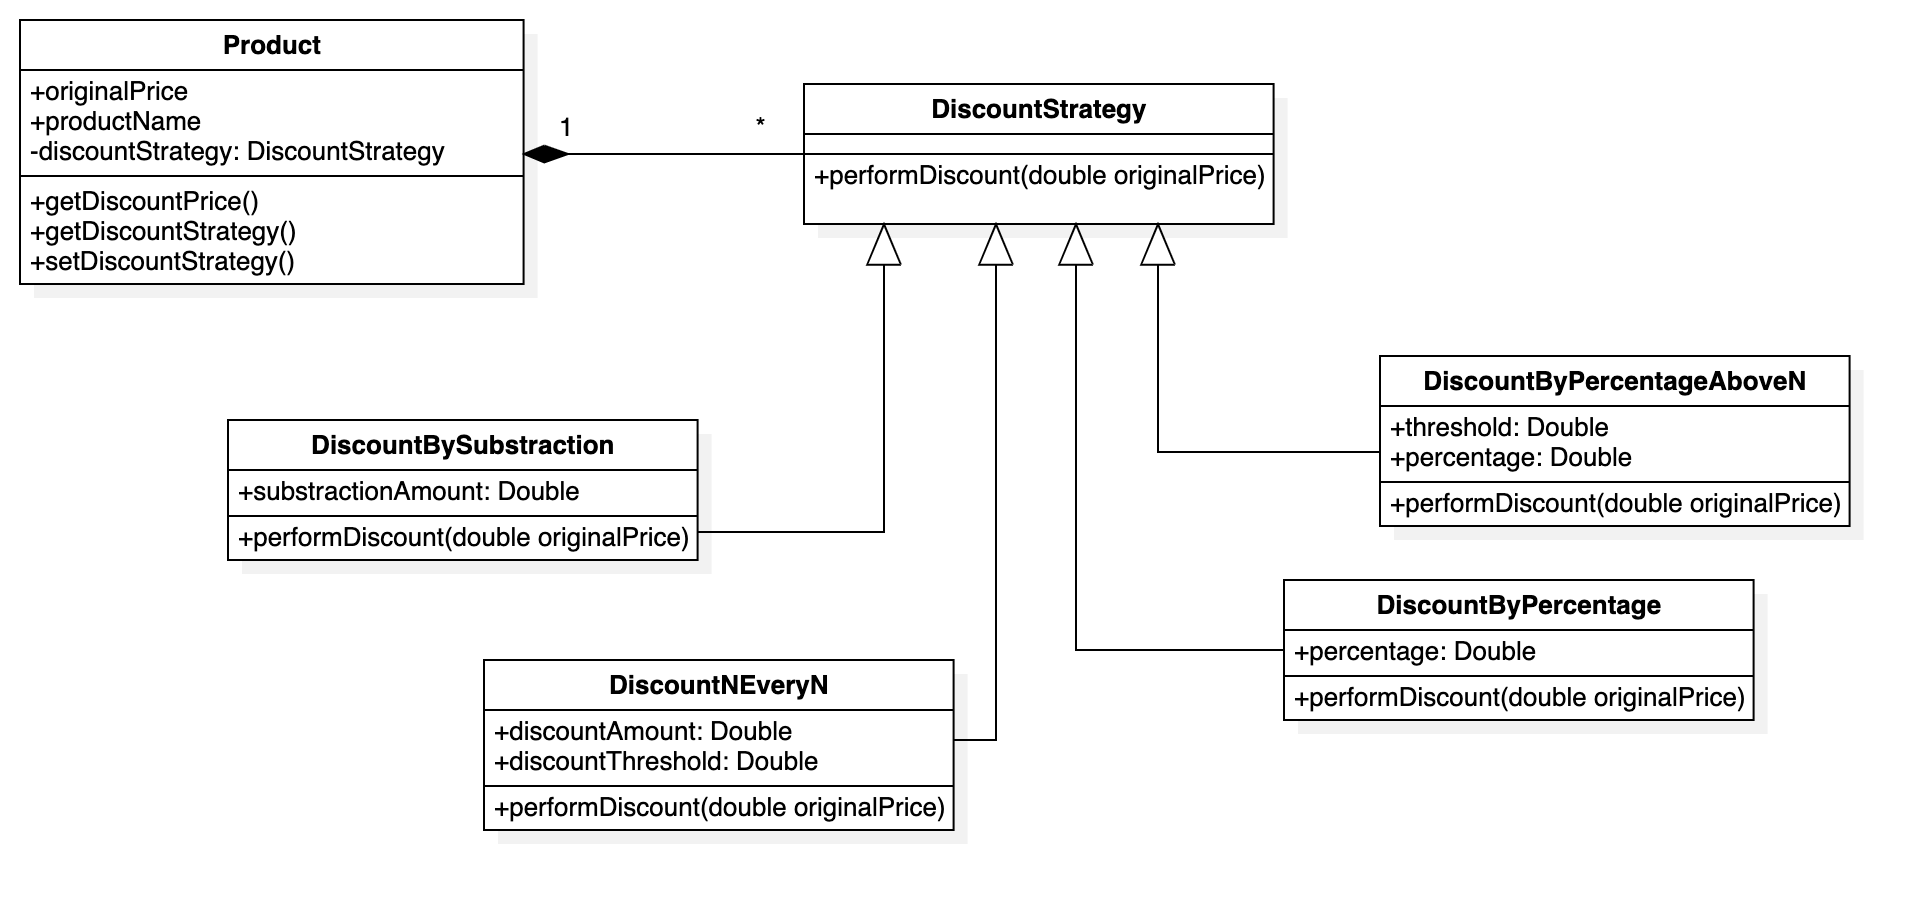 Product
+originalPrice
+productName
-discountStrategy: DiscountStrategy
+getDiscountPrice()
+getDiscountStrategy()
+setDiscountStrategy()
1
*
DiscountStrategy
+performDiscount(double originalPrice)
DiscountByPercentageAboveN
+threshold: Double
+percentage: Double
+performDiscount(double originalPrice)
DiscountBySubstraction
+substractionAmount: Double
+performDiscount(double originalPrice)
DiscountByPercentage
+percentage: Double
+performDiscount(double originalPrice)
DiscountNEveryN
+discountAmount: Double
+discountThreshold: Double
+performDiscount(double originalPrice)